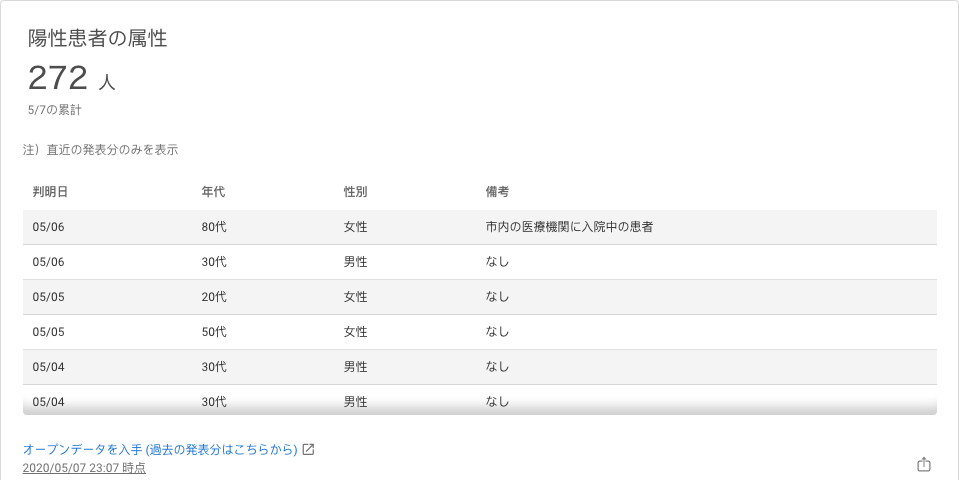 陽性患者の属性
272 人
5/7の累計
注）直近の発表分のみを表示
判明日 年代 性別 備考
05/06 80代 女性 市内の医療機関に入院中の患者
05/06 30代 男性 なし
05/05 20代 女性 なし
05/05 50代 女性 なし
05/04 30代 男性 なし
05/04 30代 男性 なし
オープンデータを入手 (過去の発表分はこちらから)
2020/05/07 23:07 時点